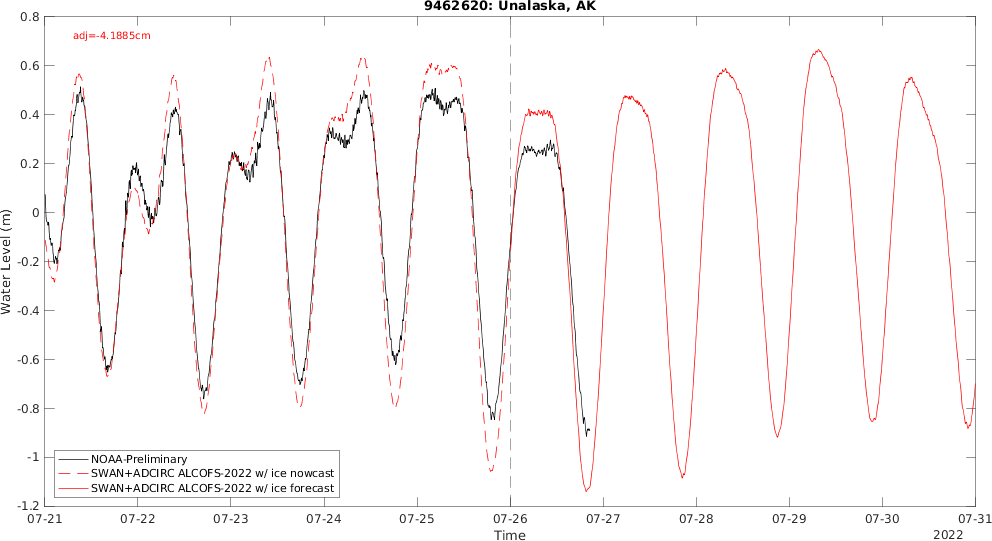 9462620: Unalaska, AK
adj=-4.1885cm
0.8
0.6
0.4
0.2
0
-0.2
-0.4
-0.6
-0.8
-1
-1.2
Water Level (m)
NOAA-Preliminary
SWAN+ADCIRC ALCOFS-2022 w/ ice nowcast
SWAN+ADCIRC ALCOFS-2022 w/ ice forecast
07-21 07-22 07-23 07-24 07-25 07-26 07-27 07-28 07-29 07-30 07-31
Time
2022